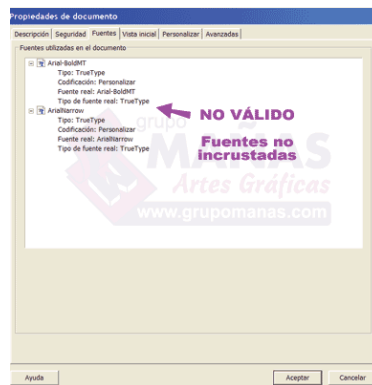 Propiedades de documento
Descripción Seguridad Fuentes Vista inicial Personalizar Avanzadas
Fuentes utilizadas en el documento
Arial-BoldMT
Tipo: TrueType
Codificación: Personalizar
Fuente real: Arial-BoldMT
Tipo de fuente real: TrueType
ArialNarrow
Tipo: TrueType
Codificación: Personalizar
Fuente real: ArialNarrow
Tipo de fuente real: TrueType
NO VÁLIDO
Fuentes no
incrustadas
grupo
MAÑAS
Artes Gráficas
www.grupomanas.com
Ayuda Aceptar Cancelar